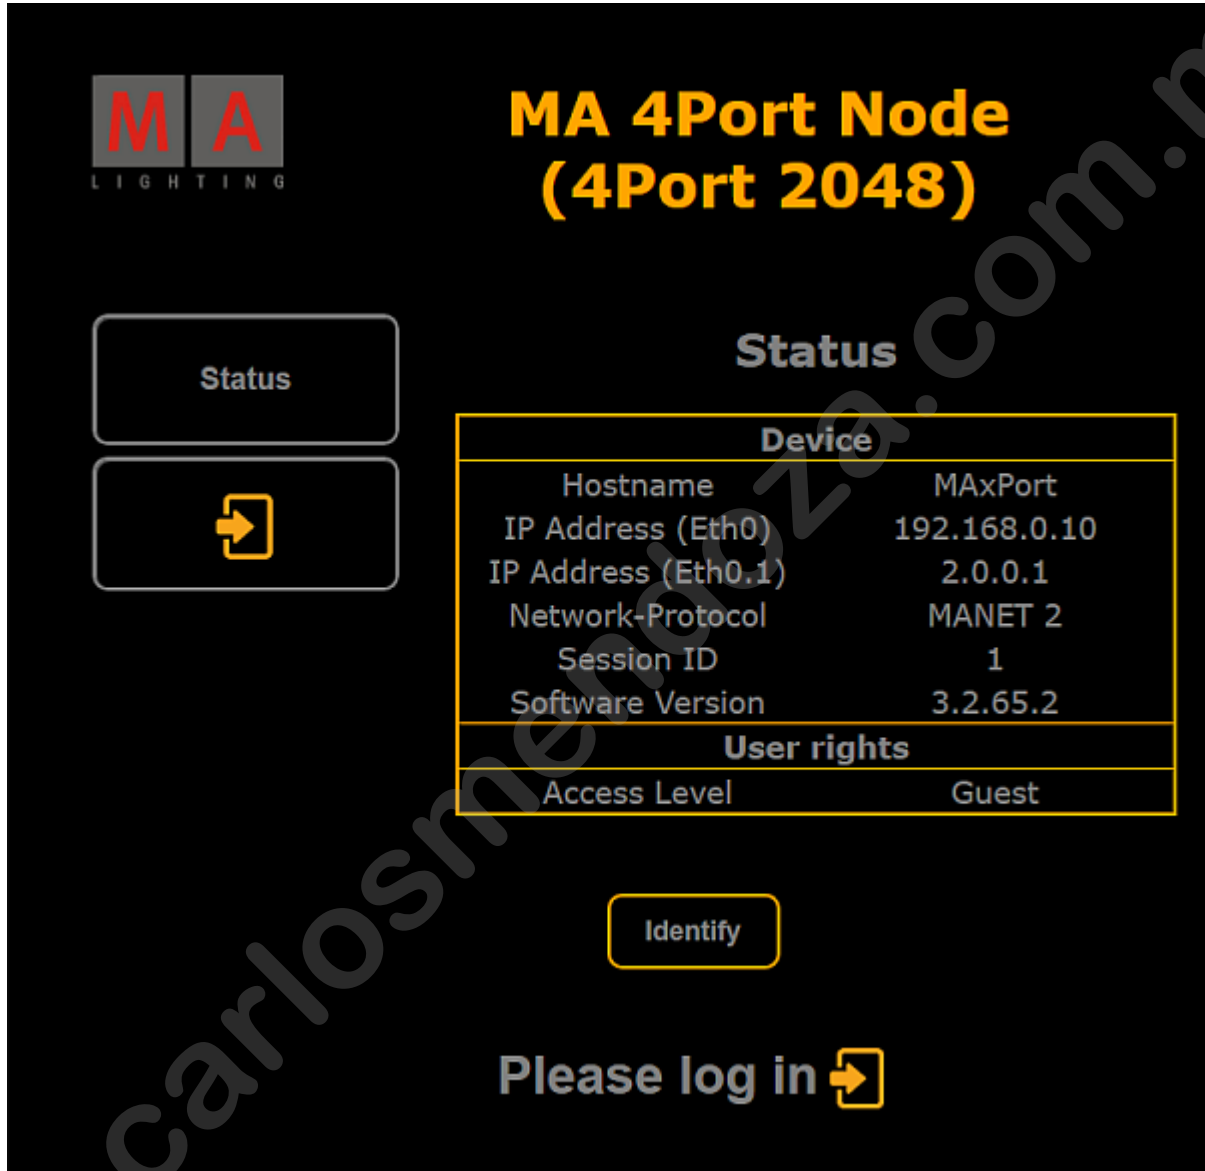 MA
LIGHTING
MA 4Port Node
(4Port 2048)
Status
Status
Device
Hostname MAxPort
IP Address (Eth0) 192.168.0.10
IP Address (Eth0.1) 2.0.0.1
Network-Protocol MANET 2
Session ID 1
Software Version 3.2.65.2
User rights
Access Level Guest
Identify
Please log in
carlosmendoza.com.m